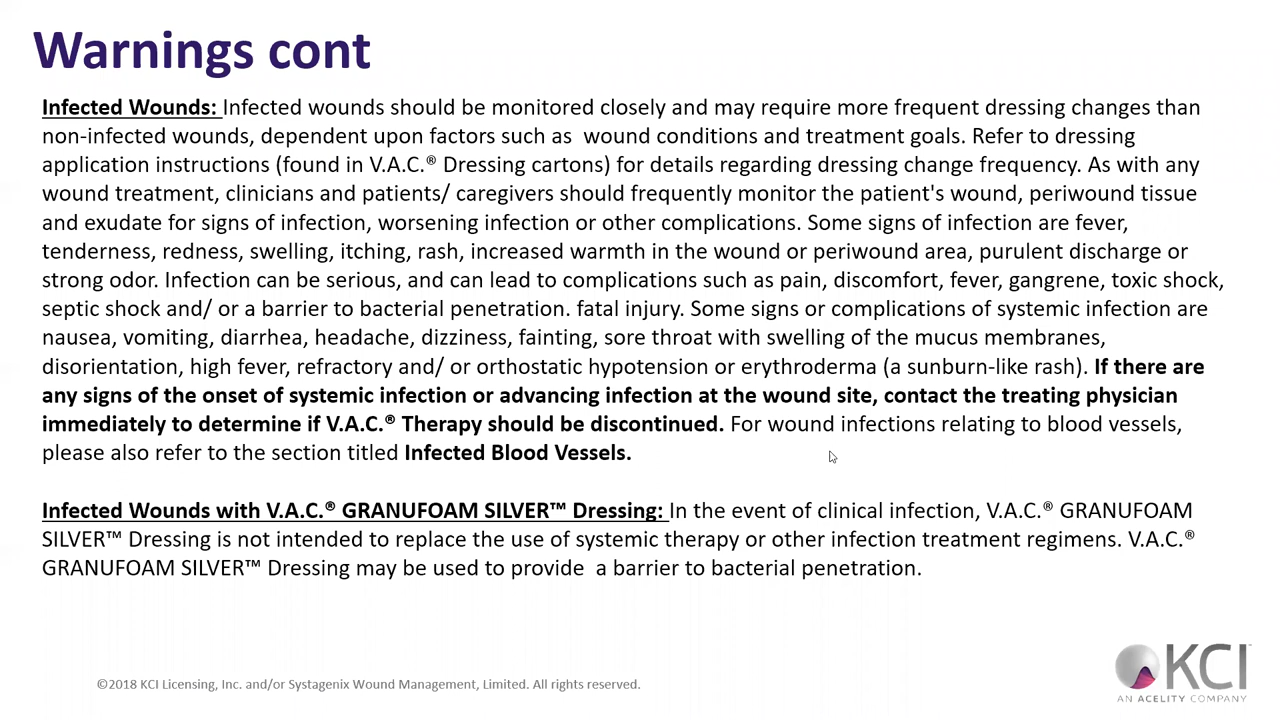 Warnings cont
Infected Wounds: Infected wounds should be monitored closely and may require more frequent dressing changes than
non-infected wounds, dependent upon factors such as  wound conditions and treatment goals. Refer to dressing
application instructions (found in V.A.C.® Dressing cartons) for details regarding dressing change frequency. As with any
wound treatment, clinicians and patients/ caregivers should frequently monitor the patient's wound, periwound tissue
and exudate for signs of infection, worsening infection or other complications. Some signs of infection are fever,
tenderness, redness, swelling, itching, rash, increased warmth in the wound or periwound area, purulent discharge or
strong odor. Infection can be serious, and can lead to complications such as pain, discomfort, fever, gangrene, toxic shock,
septic shock and/ or a barrier to bacterial penetration. fatal injury. Some signs or complications of systemic infection are
nausea, vomiting, diarrhea, headache, dizziness, fainting, sore throat with swelling of the mucus membranes,
disorientation, high fever, refractory and/ or orthostatic hypotension or erythroderma (a sunburn-like rash). If there are
any signs of the onset of systemic infection or advancing infection at the wound site, contact the treating physician
immediately to determine if V.A.C.® Therapy should be discontinued. For wound infections relating to blood vessels,
please also refer to the section titled Infected Blood Vessels.
Infected Wounds with V.A.C.® GRANUFOAM SILVER™ Dressing: In the event of clinical infection, V.A.C.® GRANUFOAM
SILVER™ Dressing is not intended to replace the use of systemic therapy or other infection treatment regimens. V.A.C.®
GRANUFOAM SILVER™ Dressing may be used to provide  a barrier to bacterial penetration.
©2018 KCI Licensing, Inc. and/or Systagenix Wound Management, Limited. All rights reserved.
KCI™
AN ACELITY COMPANY